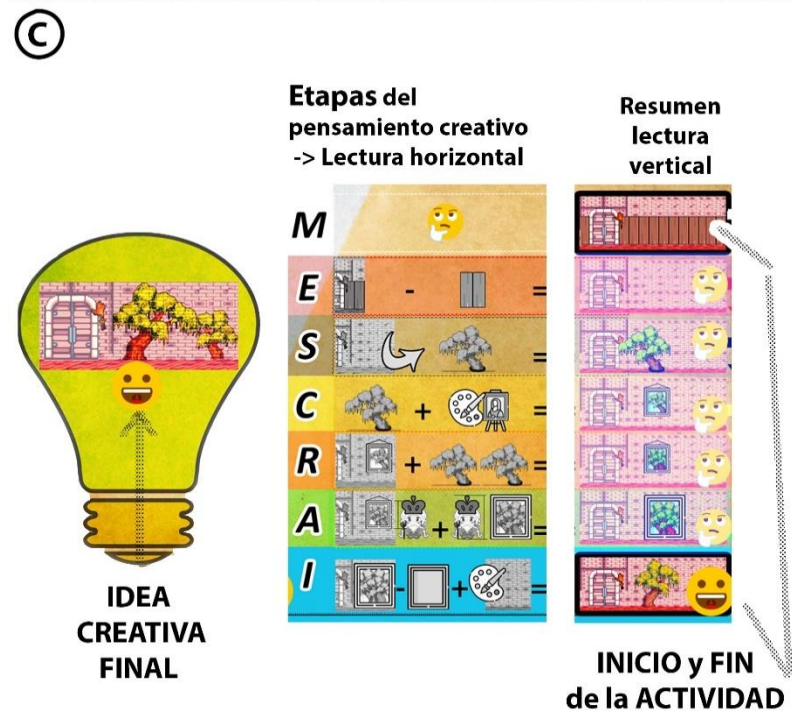 C
Etapas del
pensamiento creativo
-> Lectura horizontal
Resumen
lectura
vertical
M
E - =
S =
C + =
R + =
A + =
I - + =
IDEA
CREATIVA
FINAL
INICIO y FIN
de la ACTIVIDAD